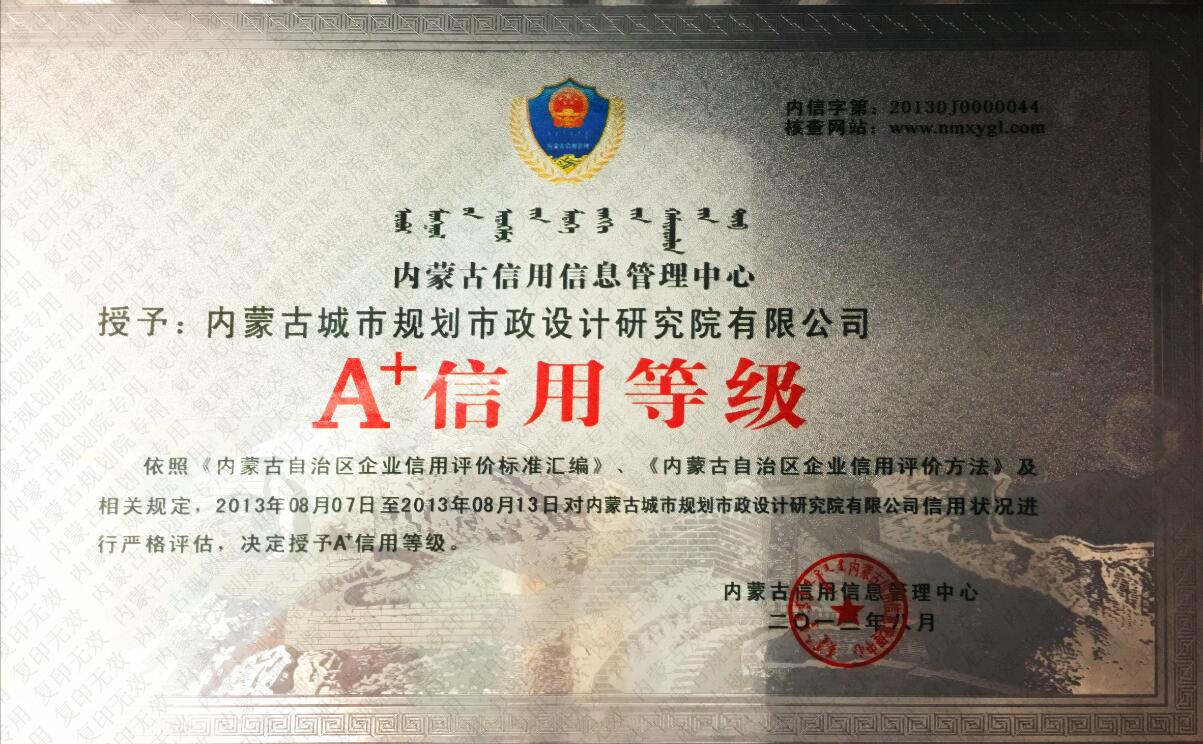 内信字第：2013DJ0000044
核查网站：www.nmxygl.com
内蒙古信用信息管理中心
授予：内蒙古城市规划市政设计研究院有限公司
A+信用等级
依照《内蒙古自治区企业信用评价标准汇编》、《内蒙古自治区企业信用评价方法》及
相关规定，2013年08月07日至2013年08月13日对内蒙古城市规划市政设计研究院有限公司信用状况进
行严格评估，决定授予A+信用等级。
内蒙古信用信息管理中心
二〇一三年八月